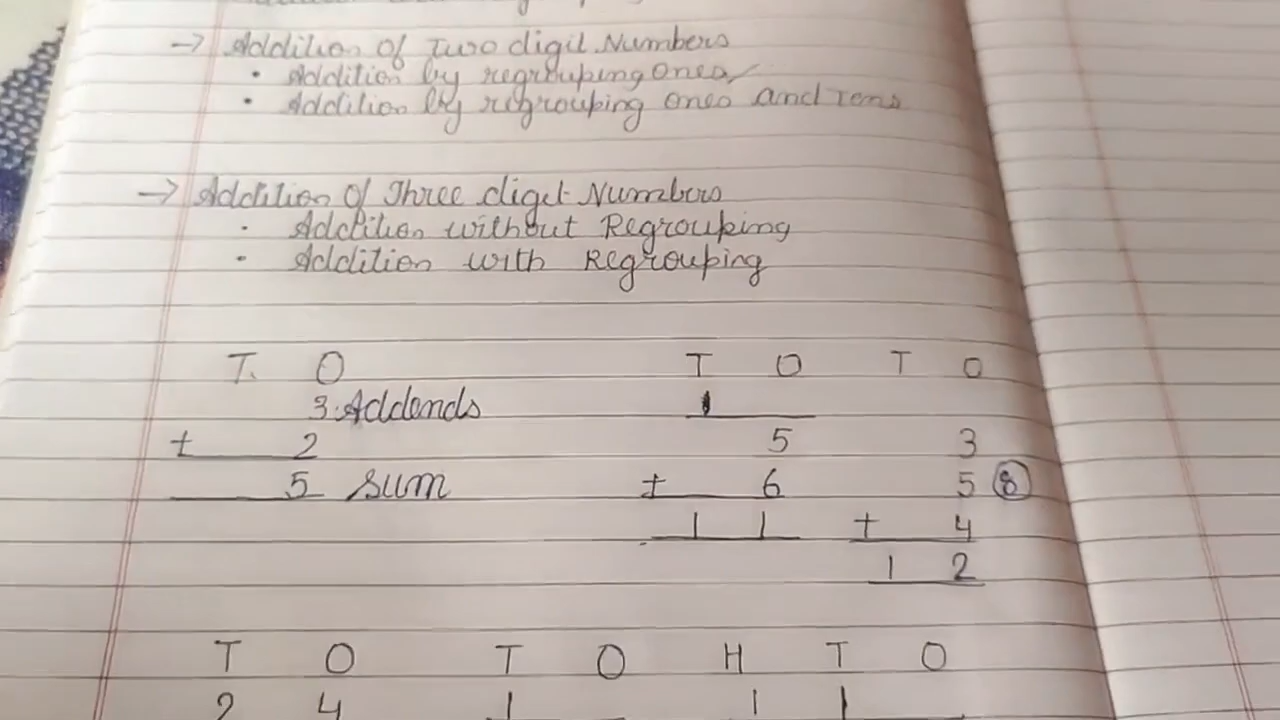 → Addition of Two digit Numbers
• Addition by regrouping Ones
• Addition by regrouping Ones and Tens
→ Addition Of Three digit Numbers
• Addition without Regrouping
• Addition with Regrouping
T. O T O T O
3 Addends 1
+ 2 5 3
5 Sum + 6 5 8
1 1 + 4
1 2
T O T O H T O
2 4 1 1 1